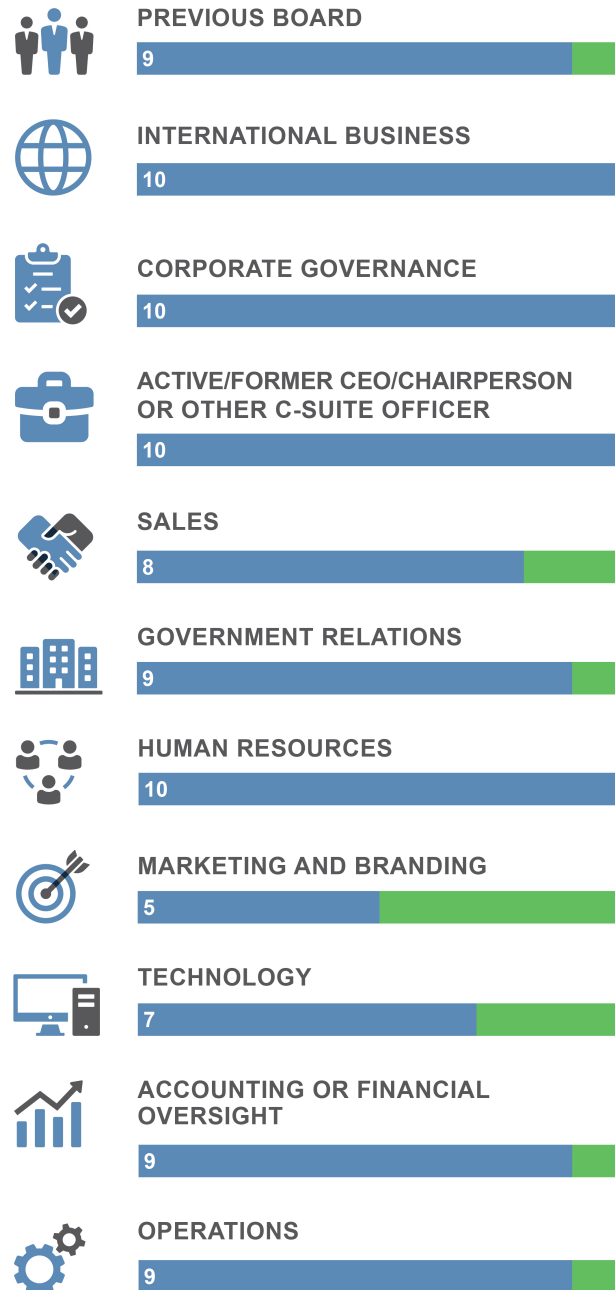 PREVIOUS BOARD
9
INTERNATIONAL BUSINESS
10
CORPORATE GOVERNANCE
10
ACTIVE/FORMER CEO/CHAIRPERSON
OR OTHER C-SUITE OFFICER
10
SALES
8
GOVERNMENT RELATIONS
9
HUMAN RESOURCES
10
MARKETING AND BRANDING
5
TECHNOLOGY
7
ACCOUNTING OR FINANCIAL
OVERSIGHT
9
OPERATIONS
9